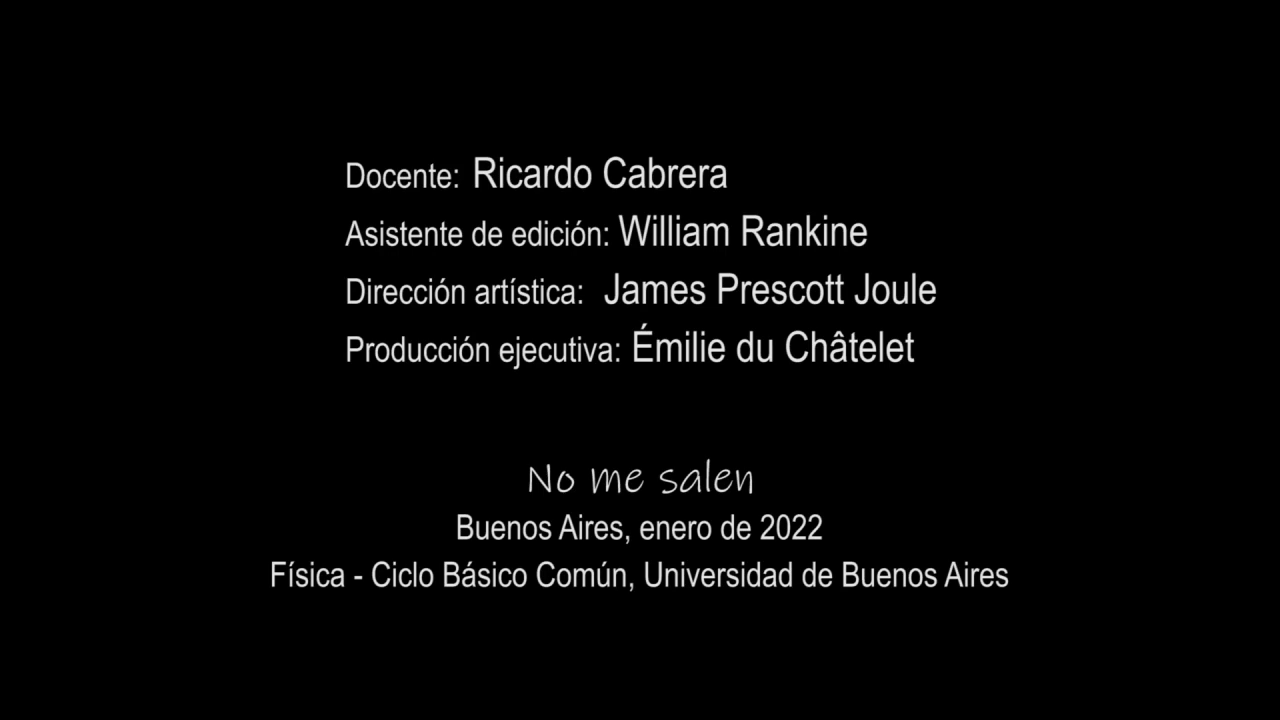 Docente: Ricardo Cabrera
Asistente de edición: William Rankine
Dirección artística: James Prescott Joule
Producción ejecutiva: Émilie du Châtelet
No me salen
Buenos Aires, enero de 2022
Física - Ciclo Básico Común, Universidad de Buenos Aires